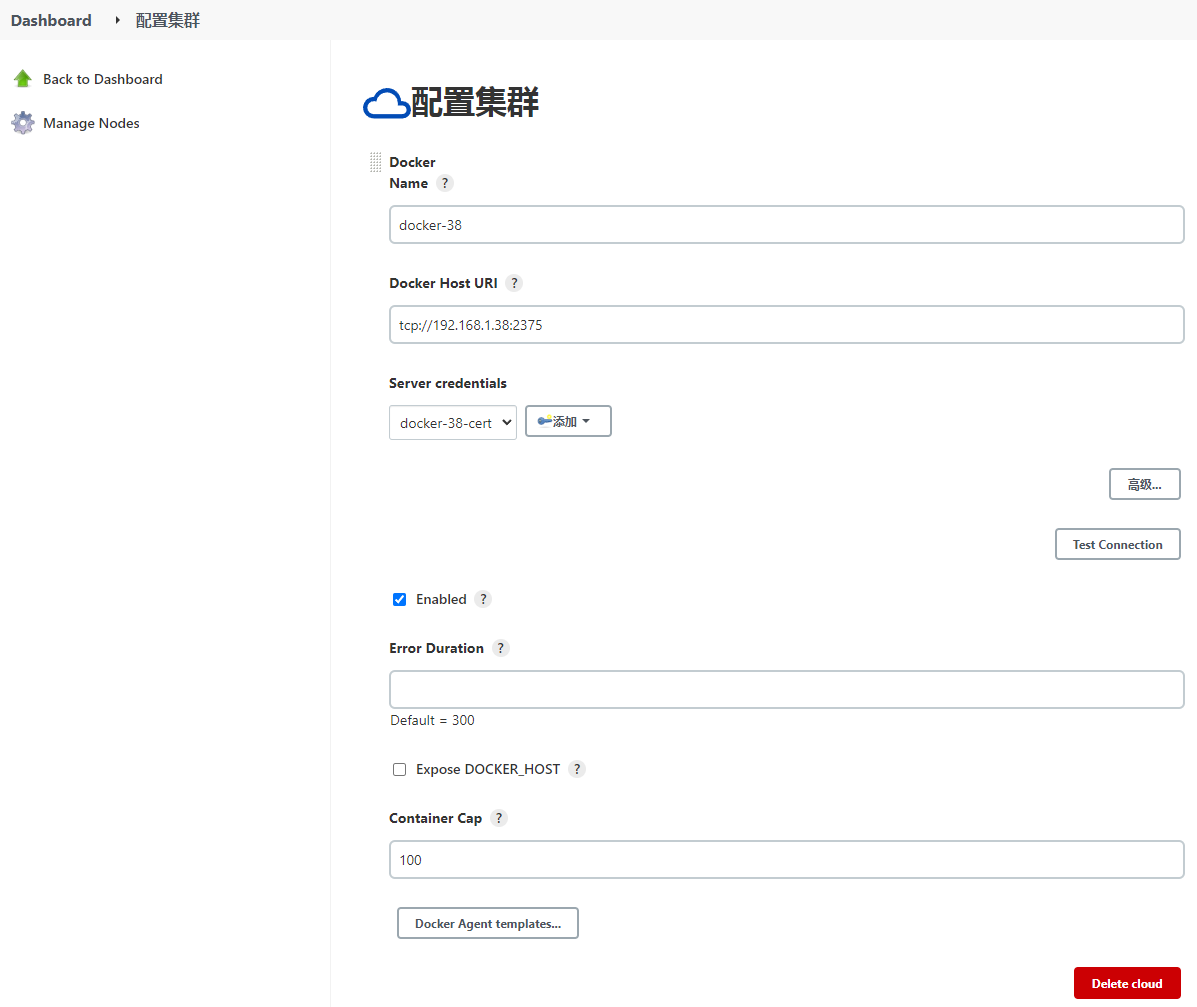 Dashboard
配置集群
Back to Dashboard
Manage Nodes
配置集群
Docker
Name ?
docker-38
Docker Host URI ?
tcp://192.168.1.38:2375
Server credentials
docker-38-cert 添加
高级...
Test Connection
Enabled ?
Error Duration ?
Default = 300
Expose DOCKER_HOST ?
Container Cap ?
100
Docker Agent templates...
Delete cloud